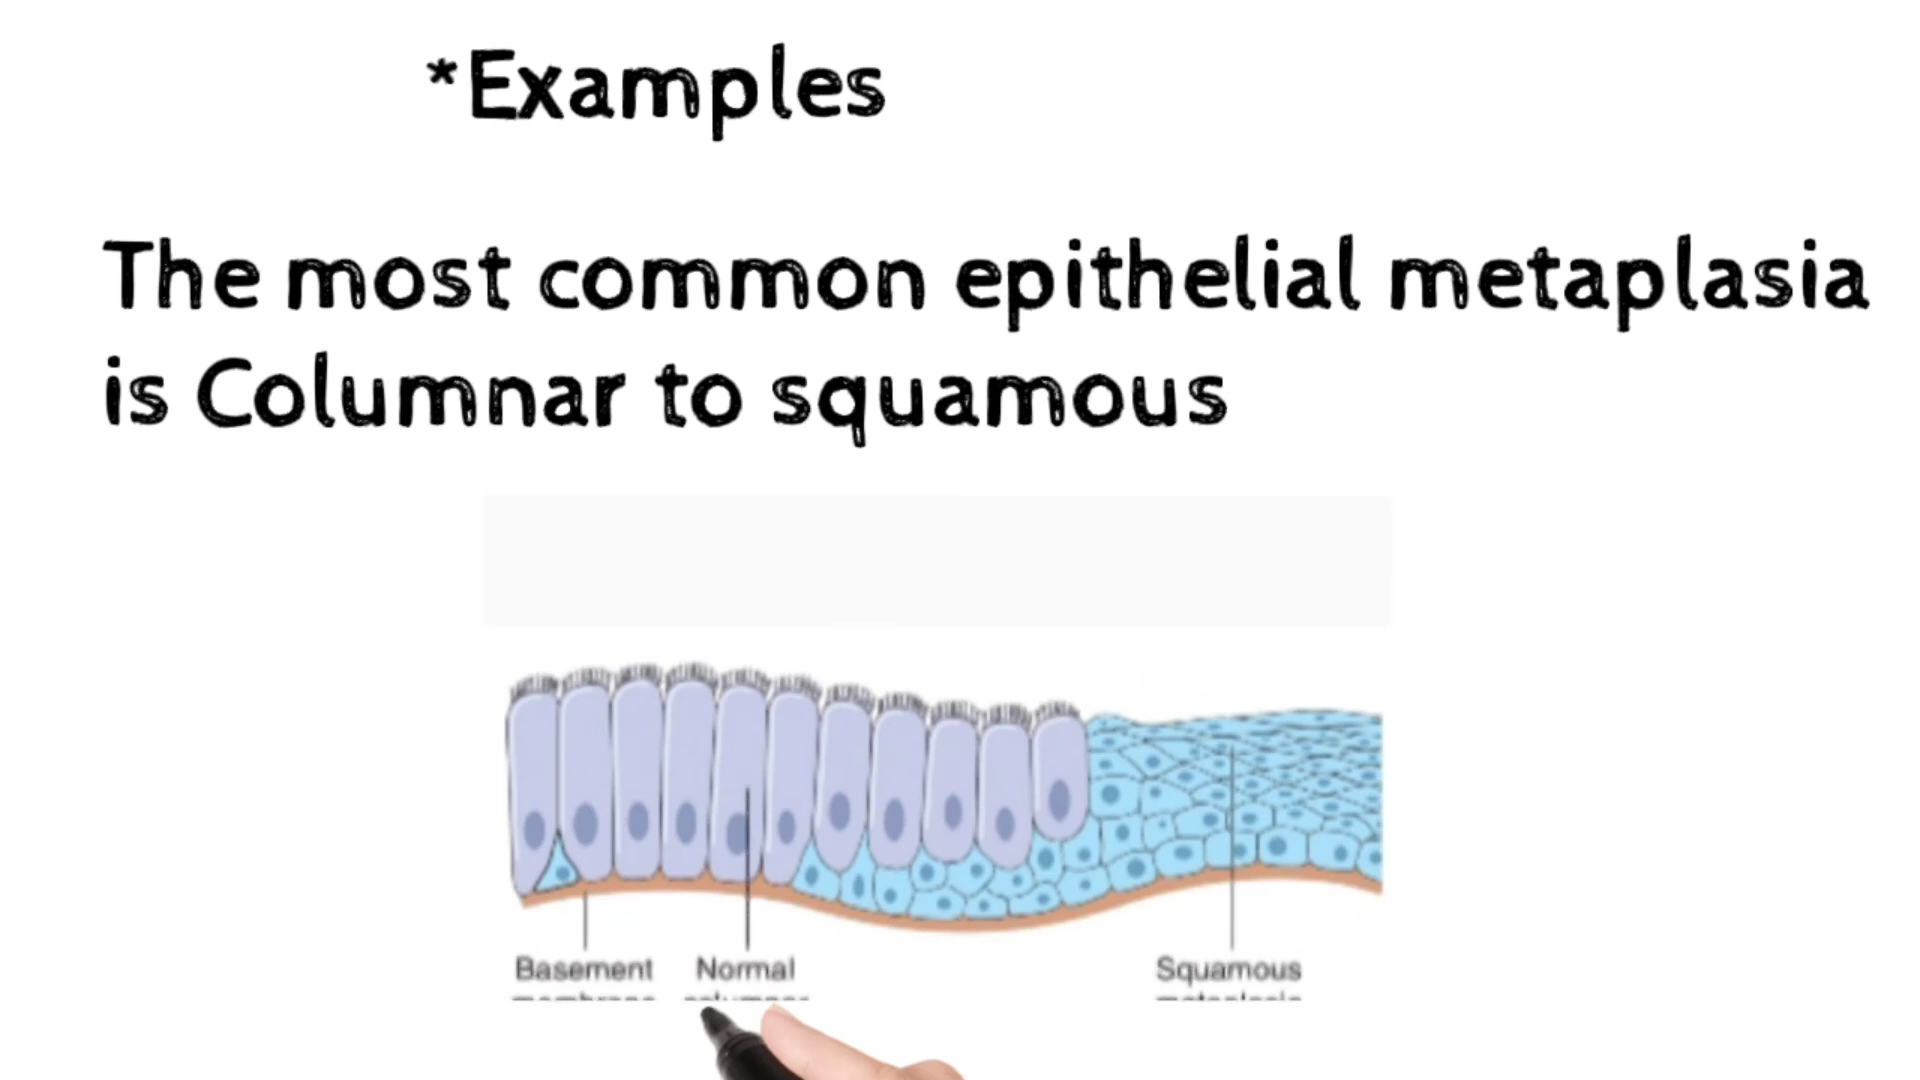 *Examples
The most common epithelial metaplasia
is Columnar to squamous
Basement Normal Squamous